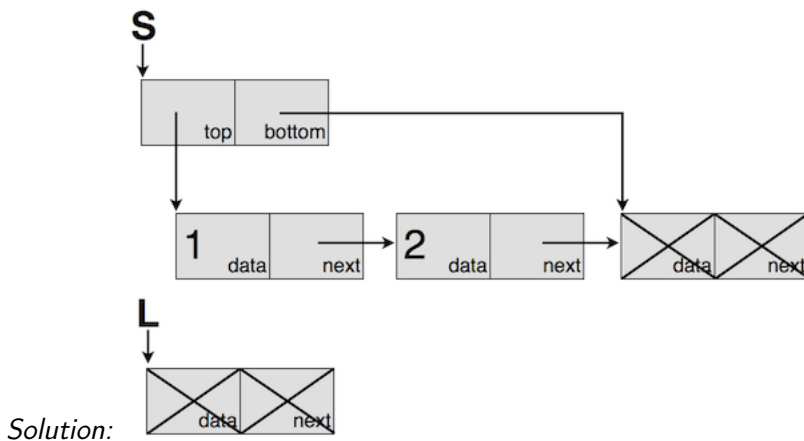 S
top bottom
1 data next 2 data next data next
L
Solution: data next